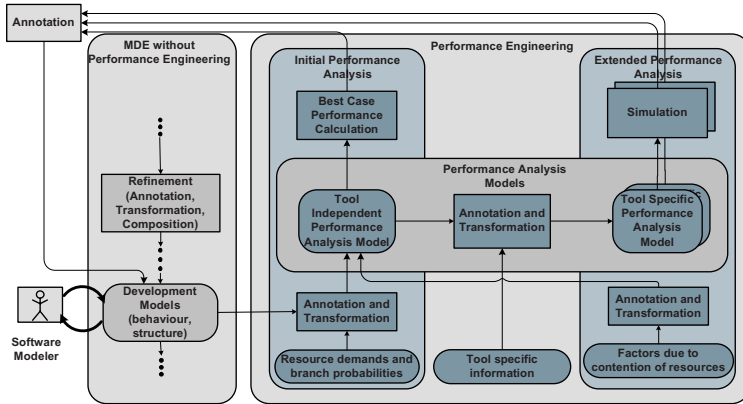 Annotation
MDE without
Performance Engineering
Performance Engineering
Initial Performance
Analysis
Extended Performance
Analysis
Best Case
Performance
Calculation
Simulation
Performance Analysis
Models
Refinement
(Annotation,
Transformation,
Composition)
Tool
Independent
Performance
Analysis Model
Annotation and
Transformation
Tool Specific
Performance
Analysis
Model
Development
Models
(behaviour,
structure)
Software
Modeler
Annotation and
Transformation
Annotation and
Transformation
Resource demands and
branch probabilities
Tool specific
information
Factors due to
contention of resources